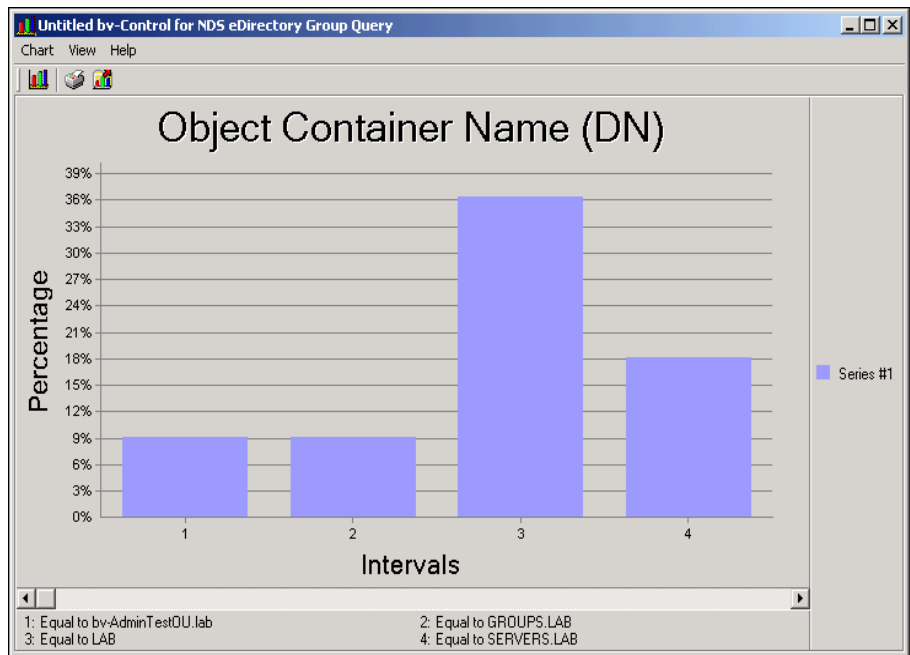 Untitled bv-Control for NDS eDirectory Group Query
Chart View Help
Object Container Name (DN)
Percentage
39%
36%
33%
30%
27%
24%
21%
18%
15%
12%
9%
6%
3%
0%
1 2 3 4
Intervals
Series #1
1: Equal to bv-AdminTestOU.lab 2: Equal to GROUPS.LAB
3: Equal to LAB 4: Equal to SERVERS.LAB